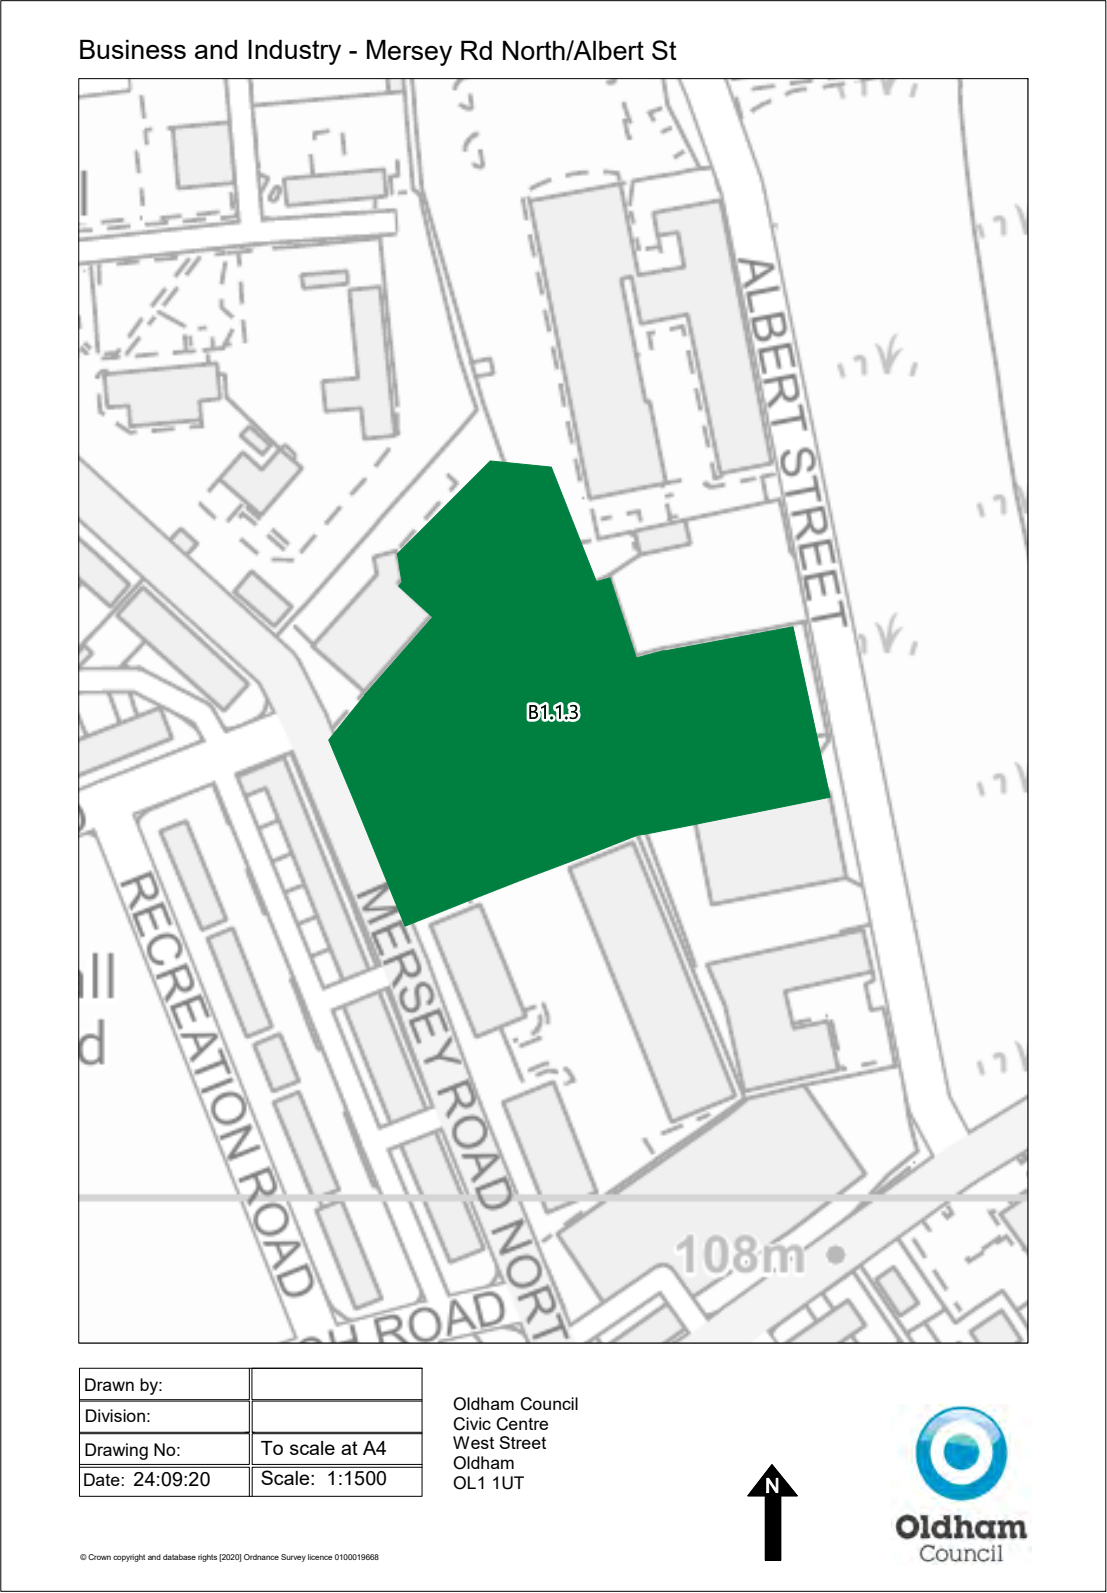 Business and Industry - Mersey Rd North/Albert St
ALBERT STREET
B1.1.3
RECREATION ROAD
MERSEY ROAD NORT
ll
d
108m
CH ROAD
Drawn by:
Division:
Drawing No: To scale at A4
Date: 24:09:20 Scale: 1:1500
Oldham Council
Civic Centre
West Street
Oldham
OL1 1UT
N
Oldham
Council
© Crown copyright and database rights [2020] Ordnance Survey licence 0100019668